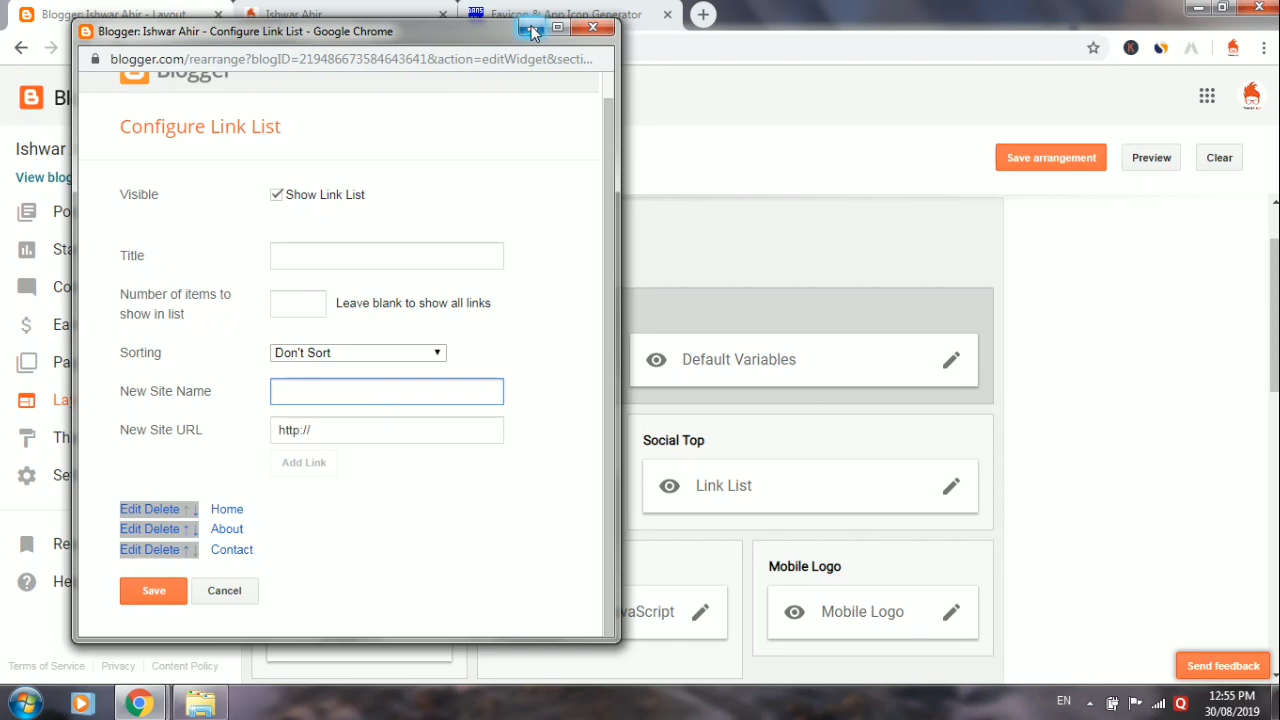 Blogger: Ishwar Ahir - Layout
Ishwar Ahir
Favicon & App Icon Generator
Blogger: Ishwar Ahir - Configure Link List - Google Chrome
blogger.com/rearrange?blogID=219486673584643641&action=editWidget&secti...
Blogger
Configure Link List
Visible
Show Link List
Title
Number of items to
show in list
Leave blank to show all links
Sorting
Don't Sort
New Site Name
New Site URL
http://
Add Link
Edit Delete ↑ ↓ Home
Edit Delete ↑ ↓ About
Edit Delete ↑ ↓ Contact
Save
Cancel
Bl
Ishwar
View blog
Po
Sta
Co
Ea
Pa
La
Th
Se
Re
He
Terms of Service
Privacy
Content Policy
Save arrangement
Preview
Clear
Default Variables
Social Top
Link List
vaScript
Mobile Logo
Mobile Logo
Send feedback
EN
12:55 PM
30/08/2019